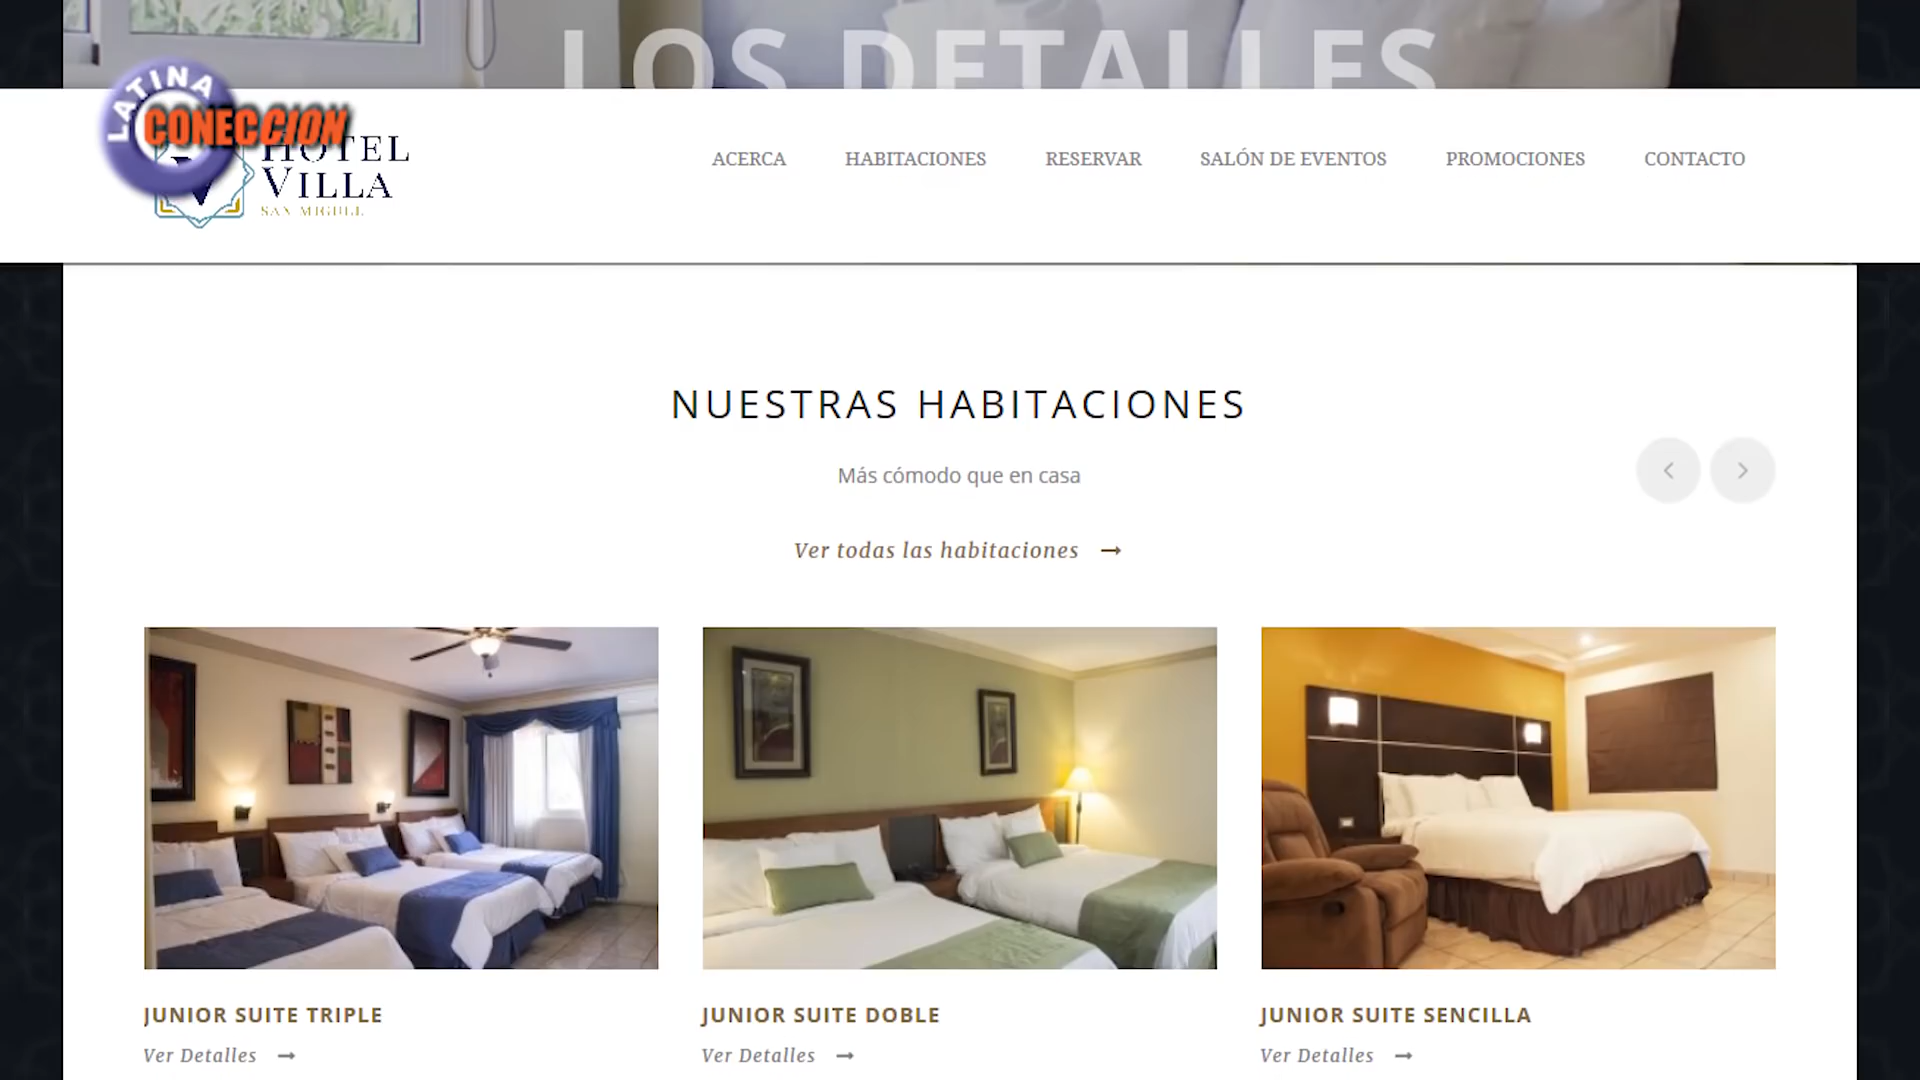 LOS DETALLES
LATINA
CONECCION
HOTEL
VILLA
SAN MIGUEL
ACERCA
HABITACIONES
RESERVAR
SALÓN DE EVENTOS
PROMOCIONES
CONTACTO
NUESTRAS HABITACIONES
Más cómodo que en casa
Ver todas las habitaciones
JUNIOR SUITE TRIPLE
JUNIOR SUITE DOBLE
JUNIOR SUITE SENCILLA
Ver Detalles
Ver Detalles
Ver Detalles